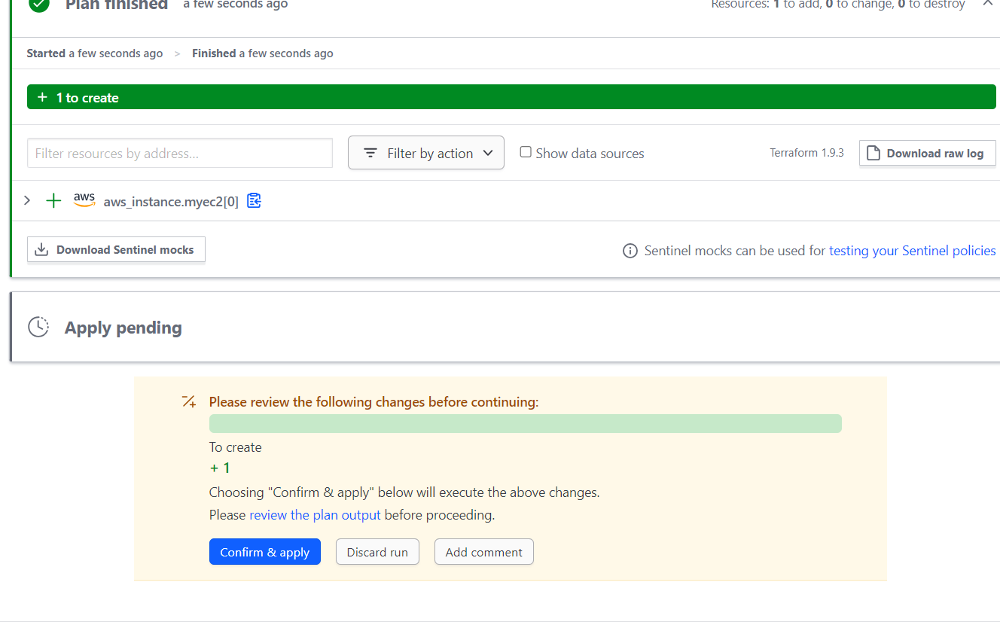 Plan finished a few seconds ago Resources: 1 to add, 0 to change, 0 to destroy
Started a few seconds ago > Finished a few seconds ago
+ 1 to create
Filter resources by address... Filter by action Show data sources Terraform 1.9.3 Download raw log
aws aws_instance.myec2[0]
Download Sentinel mocks Sentinel mocks can be used for testing your Sentinel policies
Apply pending
Please review the following changes before continuing:
To create
+ 1
Choosing "Confirm & apply" below will execute the above changes.
Please review the plan output before proceeding.
Confirm & apply Discard run Add comment